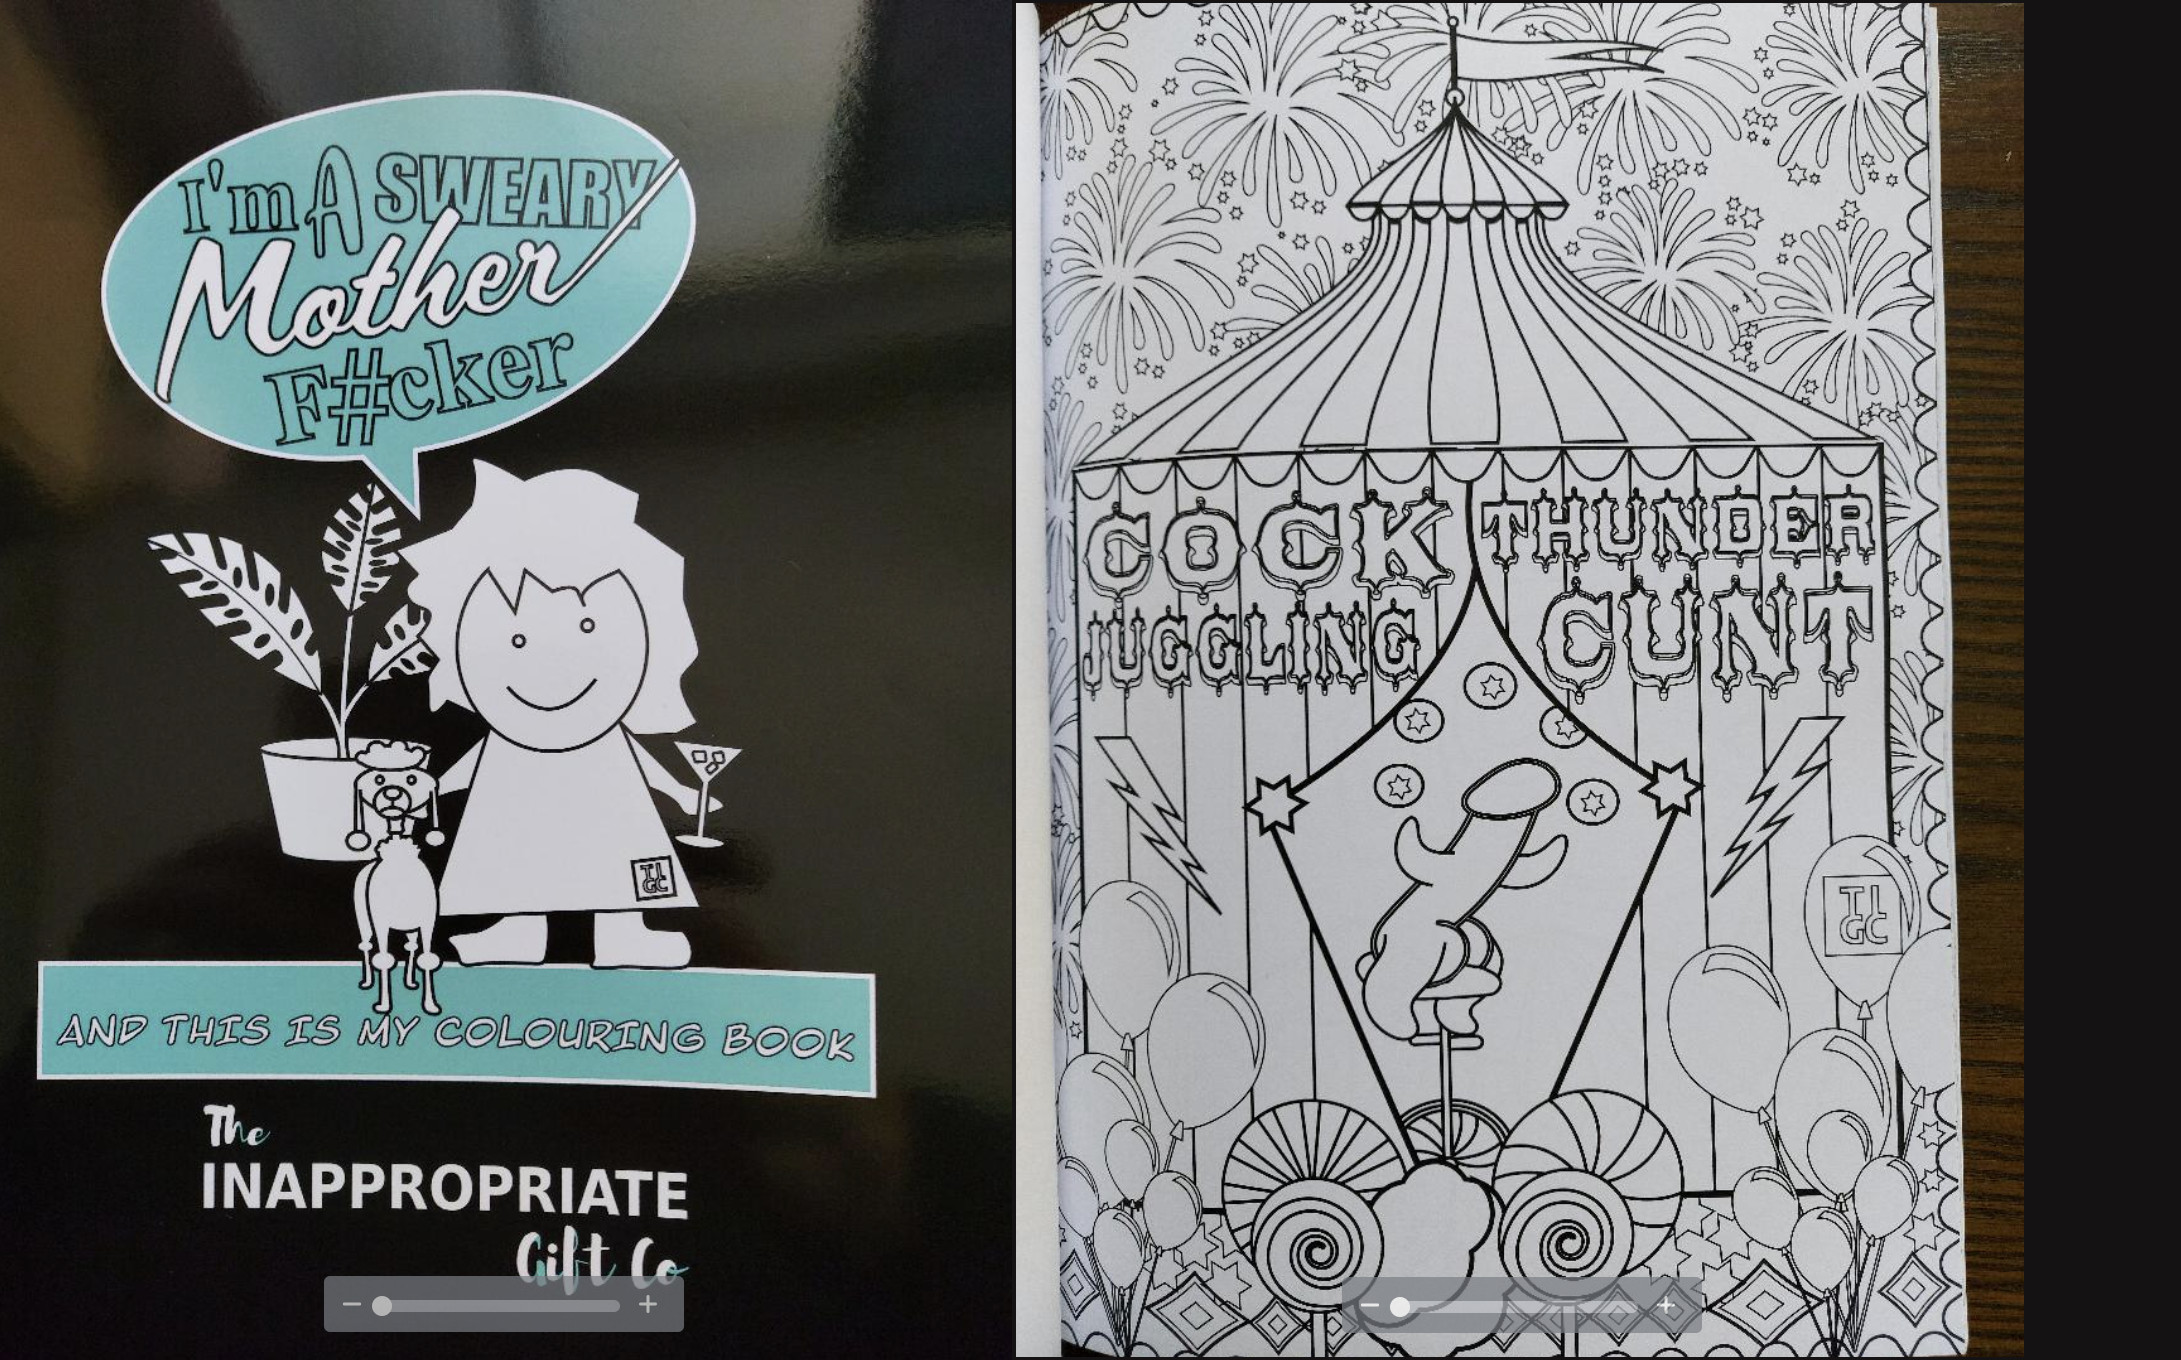 I'm A SWEARY
Mother
F#cker
TI
GC
AND THIS IS MY COLOURING BOOK
The
INAPPROPRIATE
Gift Co
COCK
JUGGLING
THUNDER
CUNT
TI
GC